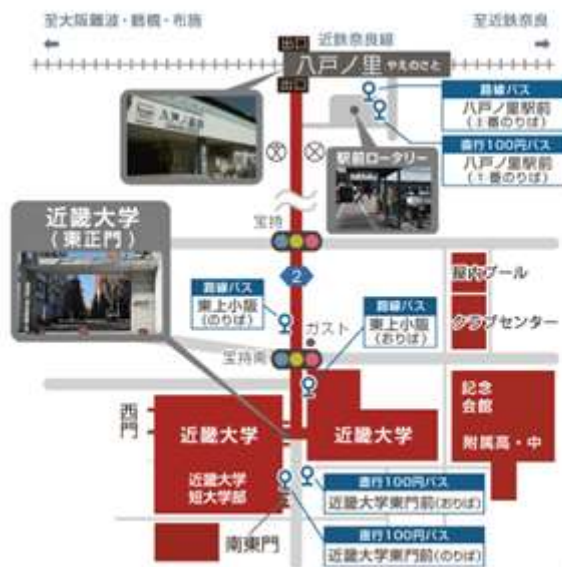 至大阪難波・鶴橋・布施
至近鉄奈良
近鉄奈良線
出口
八戸ノ里 やえのさと
出口
路線バス
八戸ノ里駅前
直行100円バス
八戸ノ里駅前
(1番のりば)
駅前ロータリー
近畿大学
(東正門)
宝持
2
屋内プール
クラブセンター
路線バス
東上小阪
(のりば)
路線バス
東上小阪
(おりば)
ガスト
宝持南
西門
近畿大学
近畿大学
短大学部
近畿大学
記念
会館
附属高・中
直行100円バス
近畿大学東門前(おりば)
直行100円バス
近畿大学東門前(のりば)
南東門